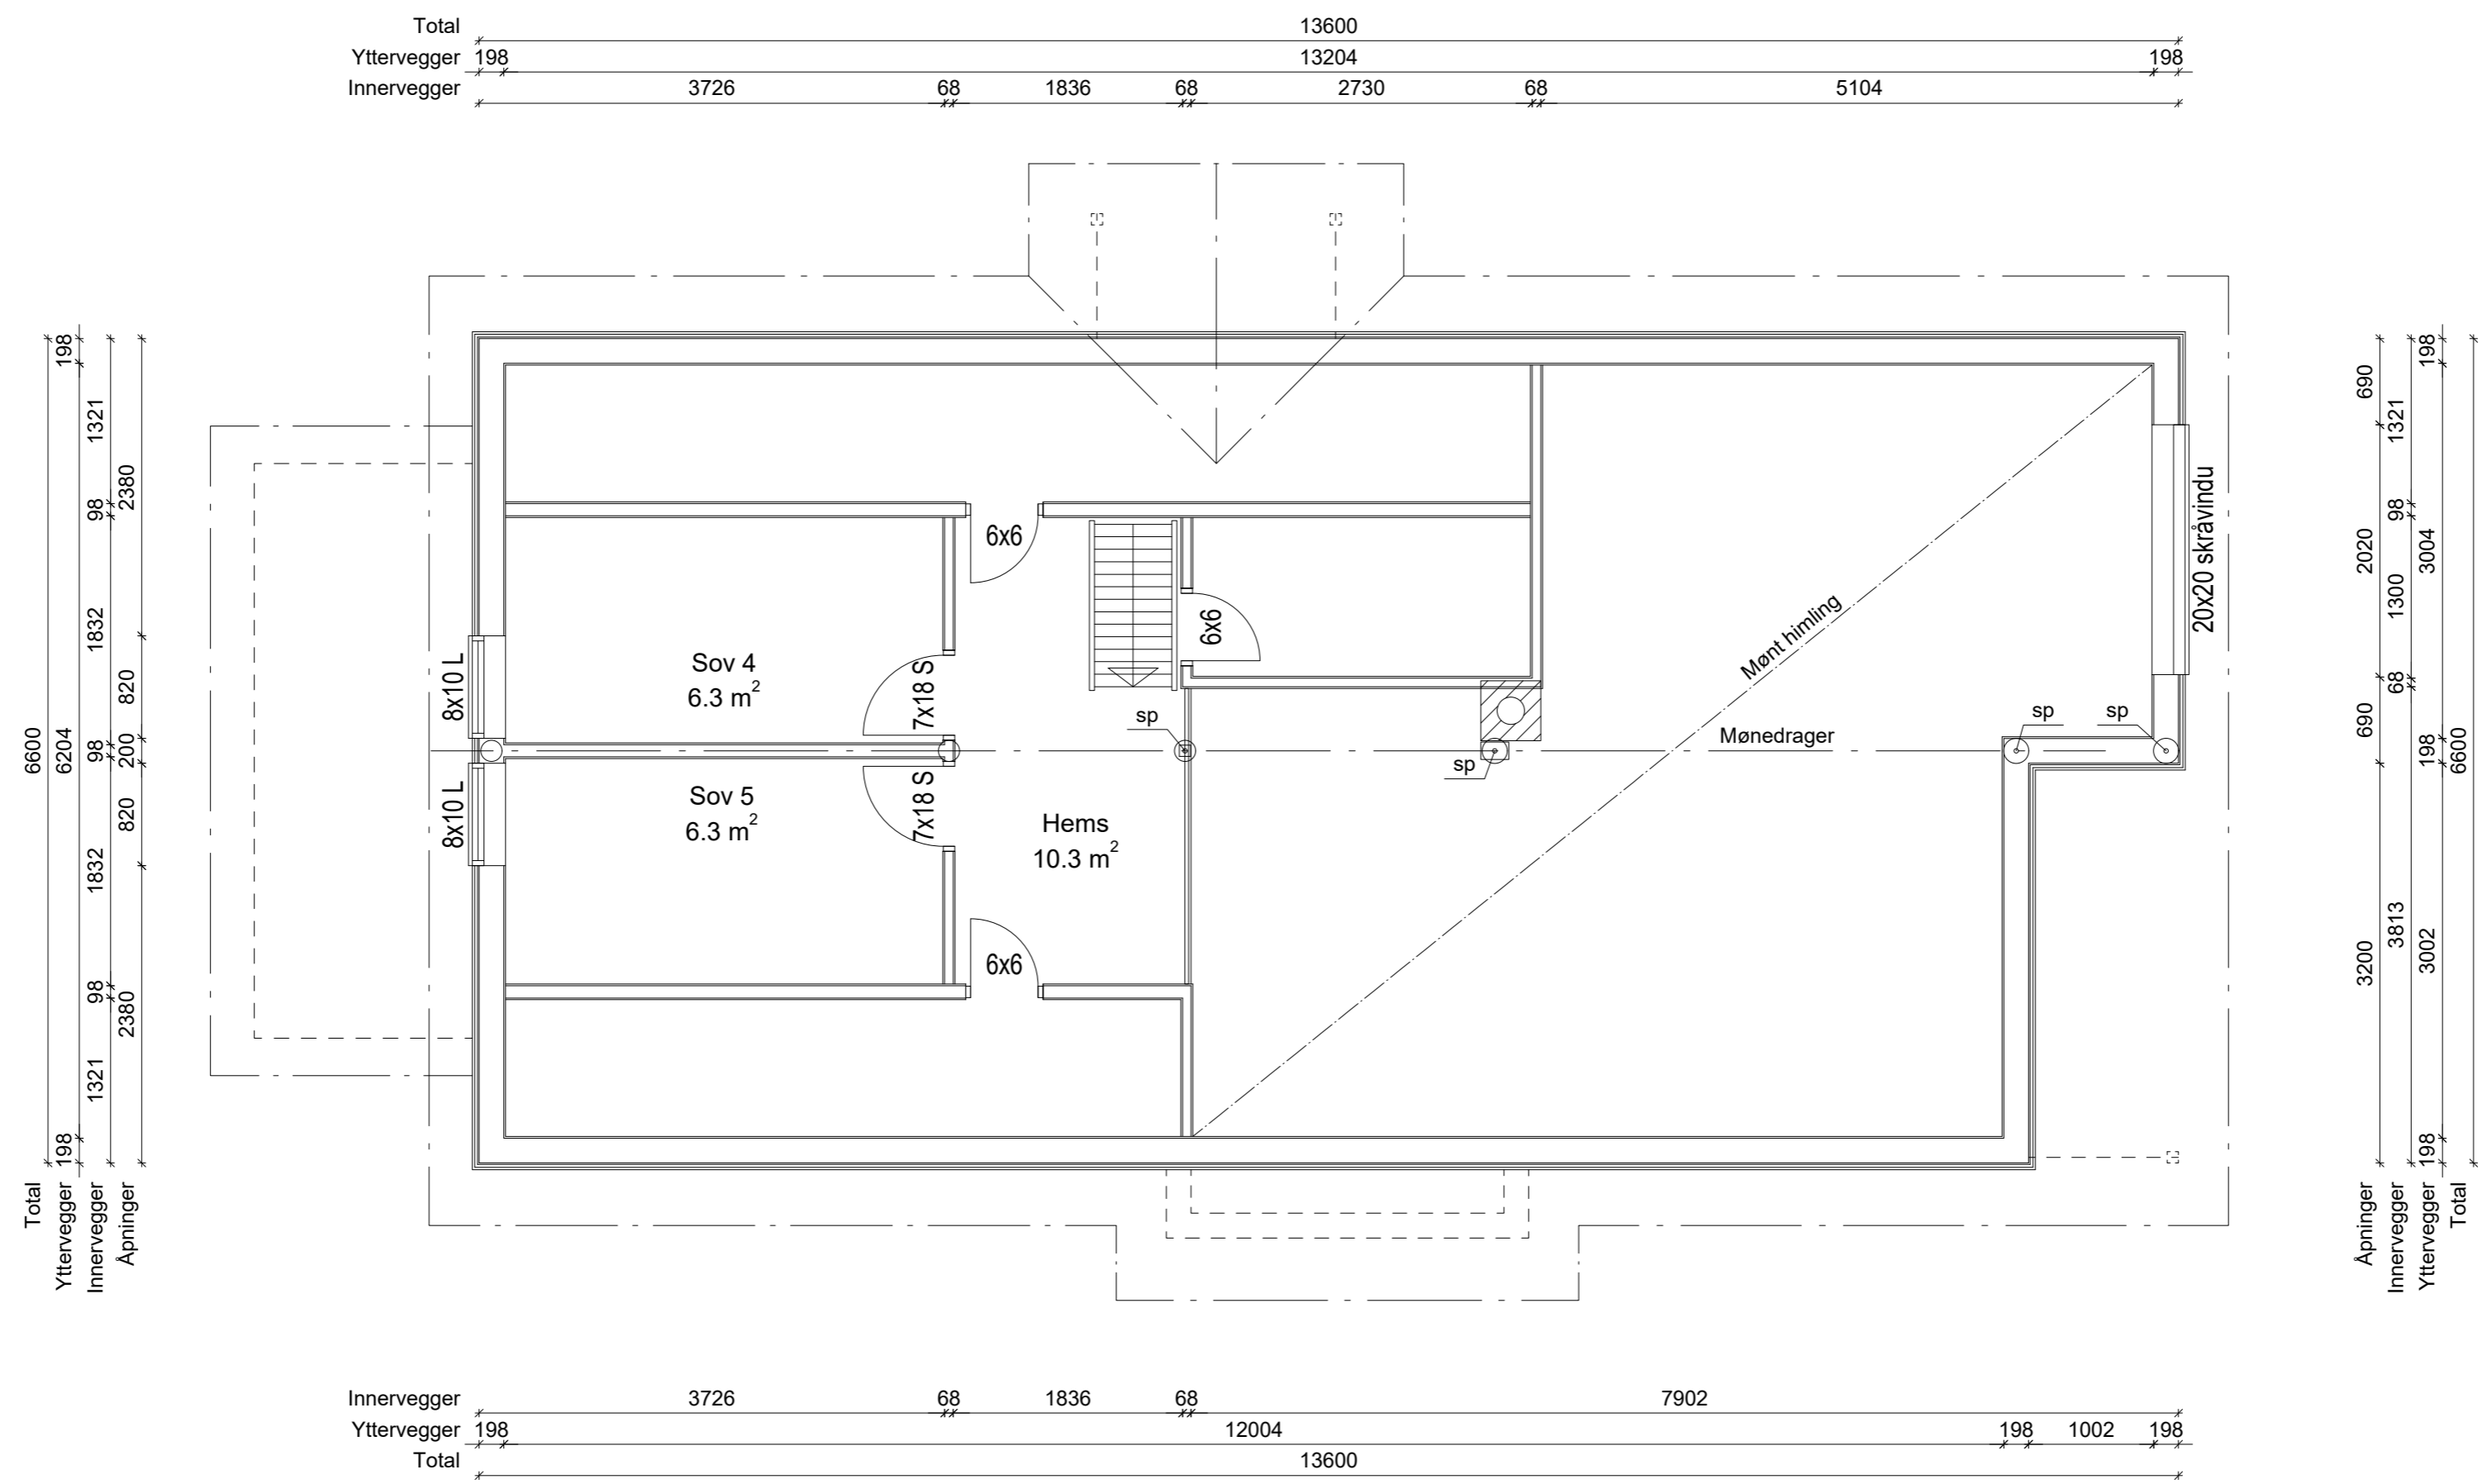 Total 13600
Yttervegger 198 13204 198
Innervegger 3726 68 1836 68 2730 68 5104
Total 6600
Yttervegger 198 6204 198
Innervegger 1321 98 1832 98 1832 98 1321
Åpninger 2380 820 200 820 2380
6x6
6x6
Sov 4
6.3 m²
7x18 S
8x10 L
Sov 5
6.3 m²
7x18 S
8x10 L
Hems
10.3 m²
6x6
sp
sp
Mønt himling
Mønedrager
sp
sp
20x20 skråvindu
Åpninger 690 2020 690 3200
Innervegger 1321 98 1300 68 3813
Yttervegger 198 3004 198 3002 198
Total 6600
Innervegger 3726 68 1836 68 7902
Yttervegger 198 12004 198 1002 198
Total 13600